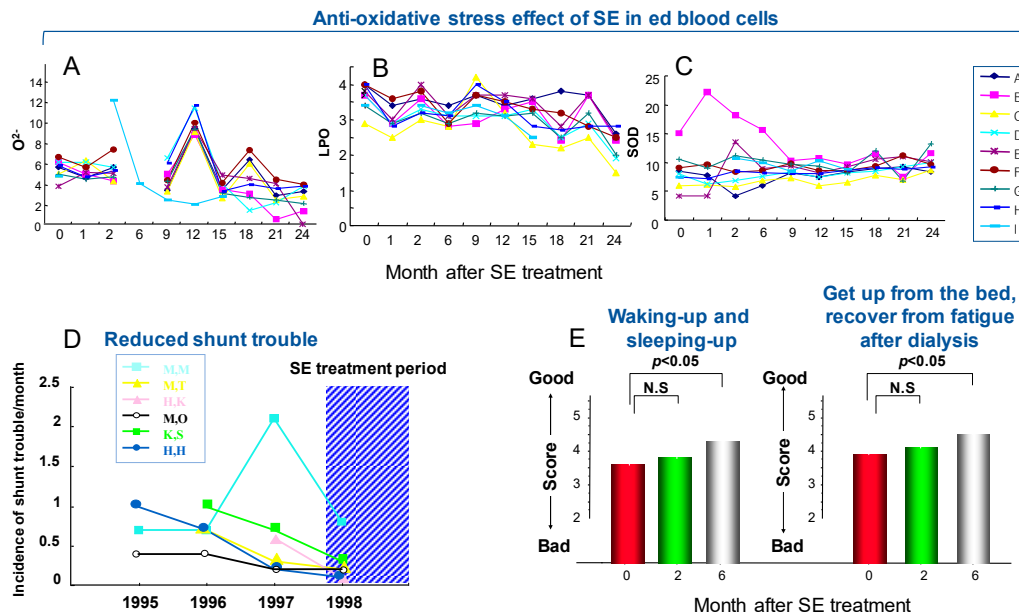 Anti-oxidative stress effect of SE in ed blood cells
A
O²⁻
16
14
12
10
8
6
4
2
0
0 1 2 6 9 12 15 18 21 24
B
LPO
4
3
2
1
0
0 1 2 6 9 12 15 18 21 24
C
SOD
25
20
15
10
5
0
0 1 2 6 9 12 15 18 21 24
Month after SE treatment
F
G
H
I
D
Reduced shunt trouble
SE treatment period
M,M
M,T
H,K
M,O
K,S
H,H
Incidence of shunt trouble/month
2.5
2
1.5
1
0.5
0
1995 1996 1997 1998
E
Waking-up and
sleeping-up
p<0.05
N.S
Good
Score
Bad
5
4
3
2
0 2 6
Get up from the bed,
recover from fatigue
after dialysis
p<0.05
N.S
Good
Score
Bad
5
4
3
2
0 2 6
Month after SE treatment